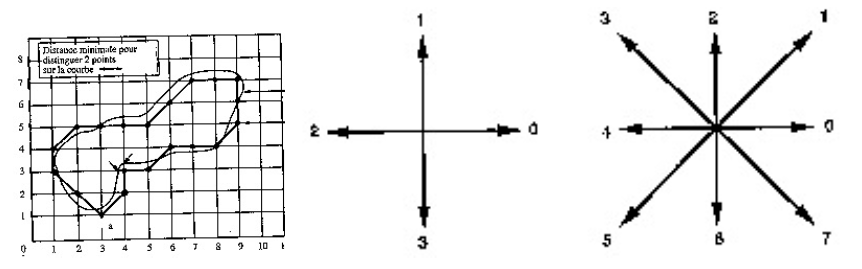 Distance minimale pour
distinguer 2 points
sur la courbe
8
7
6
5
4
3
2
1
0
1 2 3 4 5 6 7 8 9 10
a
1
2 0
3
3 2 1
4 0
5 6 7